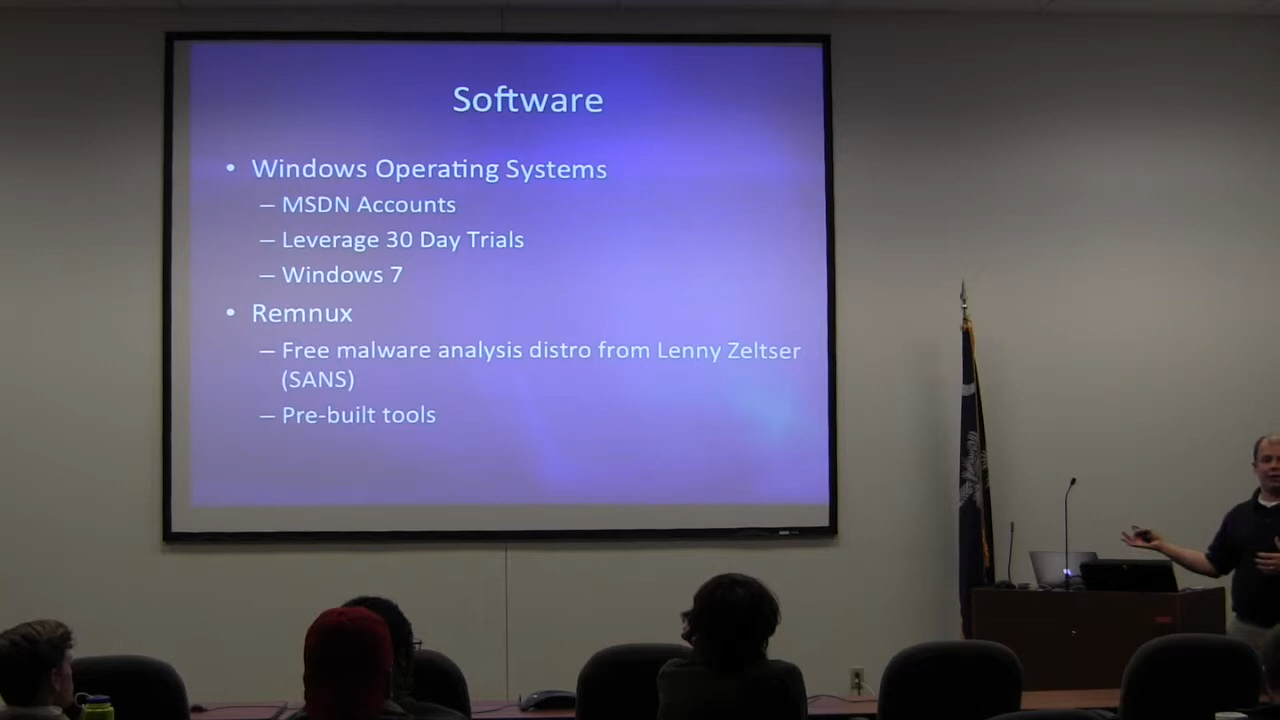 Software
• Windows Operating Systems
– MSDN Accounts
– Leverage 30 Day Trials
– Windows 7
• Remnux
– Free malware analysis distro from Lenny Zeltser
(SANS)
– Pre-built tools